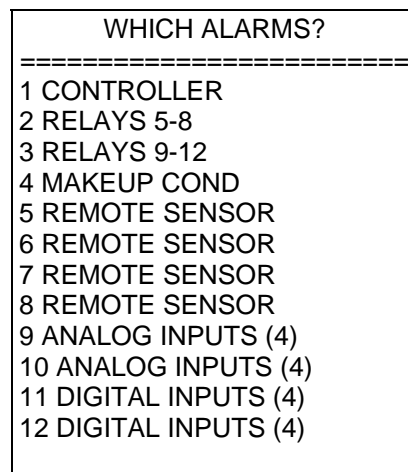 WHICH ALARMS?
=========================
1 CONTROLLER
2 RELAYS 5-8
3 RELAYS 9-12
4 MAKEUP COND
5 REMOTE SENSOR
6 REMOTE SENSOR
7 REMOTE SENSOR
8 REMOTE SENSOR
9 ANALOG INPUTS (4)
10 ANALOG INPUTS (4)
11 DIGITAL INPUTS (4)
12 DIGITAL INPUTS (4)